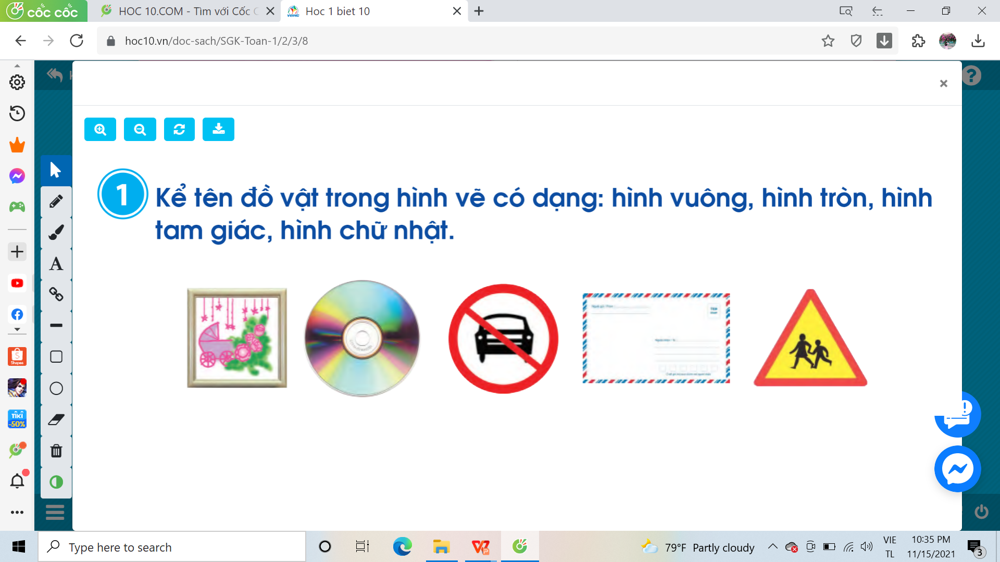 cốc cốc
HOC 10.COM - Tìm với Cốc C
Hoc 1 biet 10
hoc10.vn/doc-sach/SGK-Toan-1/2/3/8
1
Kể tên đồ vật trong hình vẽ có dạng: hình vuông, hình tròn, hình
tam giác, hình chữ nhật.
A
Shopee
TIKI
-50%
Type here to search
79°F Partly cloudy
VIE
TL
10:35 PM
11/15/2021
3